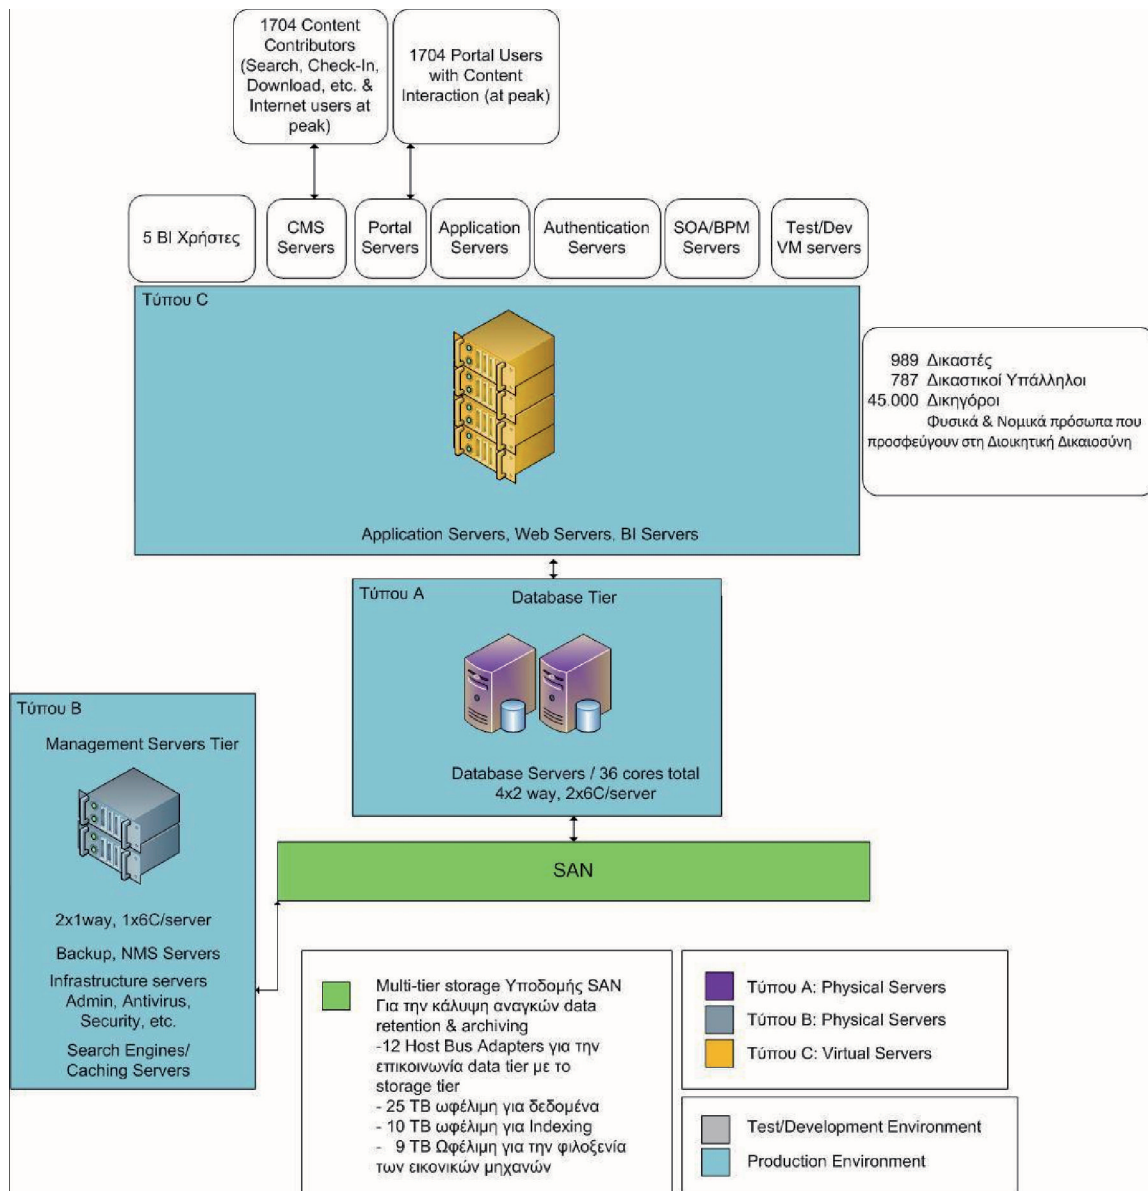 1704 Content
Contributors
(Search, Check-In,
Download, etc. &
Internet users at
peak)
1704 Portal Users
with Content
Interaction (at peak)
5 BI Χρήστες
CMS
Servers
Portal
Servers
Application
Servers
Authentication
Servers
SOA/BPM
Servers
Test/Dev
VM servers
Τύπου C
989 Δικαστές
787 Δικαστικοί Υπάλληλοι
45.000 Δικηγόροι
Φυσικά & Νομικά πρόσωπα που
προσφεύγουν στη Διοικητική Δικαιοσύνη
Application Servers, Web Servers, BI Servers
Τύπου A
Database Tier
Database Servers / 36 cores total
4x2 way, 2x6C/server
Τύπου B
Management Servers Tier
2x1way, 1x6C/server
Backup, NMS Servers
Infrastructure servers
Admin, Antivirus,
Security, etc.
Search Engines/
Caching Servers
SAN
Multi-tier storage Υποδομής SAN
Για την κάλυψη αναγκών data
retention & archiving
-12 Host Bus Adapters για την
επικοινωνία data tier με το
storage tier
- 25 TB ωφέλιμη για δεδομένα
- 10 TB ωφέλιμη για Indexing
- 9 TB Ωφέλιμη για την φιλοξενία
των εικονικών μηχανών
Τύπου A: Physical Servers
Τύπου B: Physical Servers
Τύπου C: Virtual Servers
Test/Development Environment
Production Environment